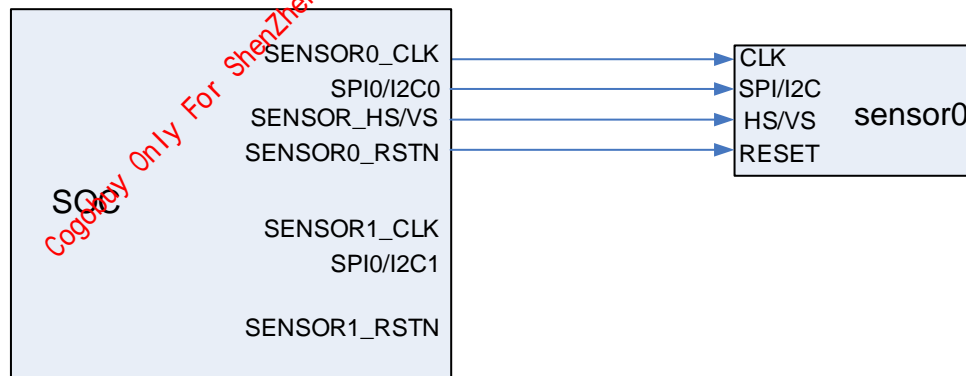 SENSOR0_CLK
SPI0/I2C0
SENSOR_HS/VS
SENSOR0_RSTN
SOC
SENSOR1_CLK
SPI0/I2C1
SENSOR1_RSTN
CLK
SPI/I2C
HS/VS
RESET
sensor0
Cogobuy Only For ShenZhen